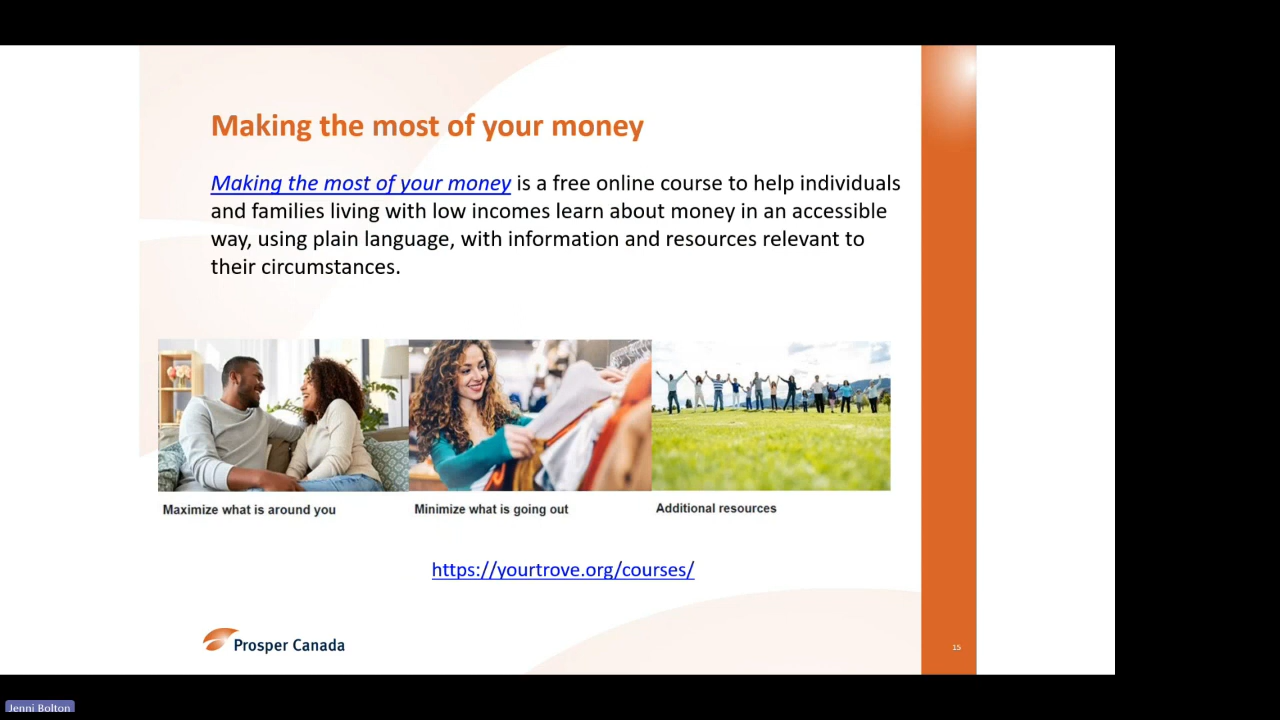 Making the most of your money
Making the most of your money is a free online course to help individuals
and families living with low incomes learn about money in an accessible
way, using plain language, with information and resources relevant to
their circumstances.
Maximize what is around you
Minimize what is going out
Additional resources
https://yourtrove.org/courses/
Prosper Canada
15
Jenni Bolton